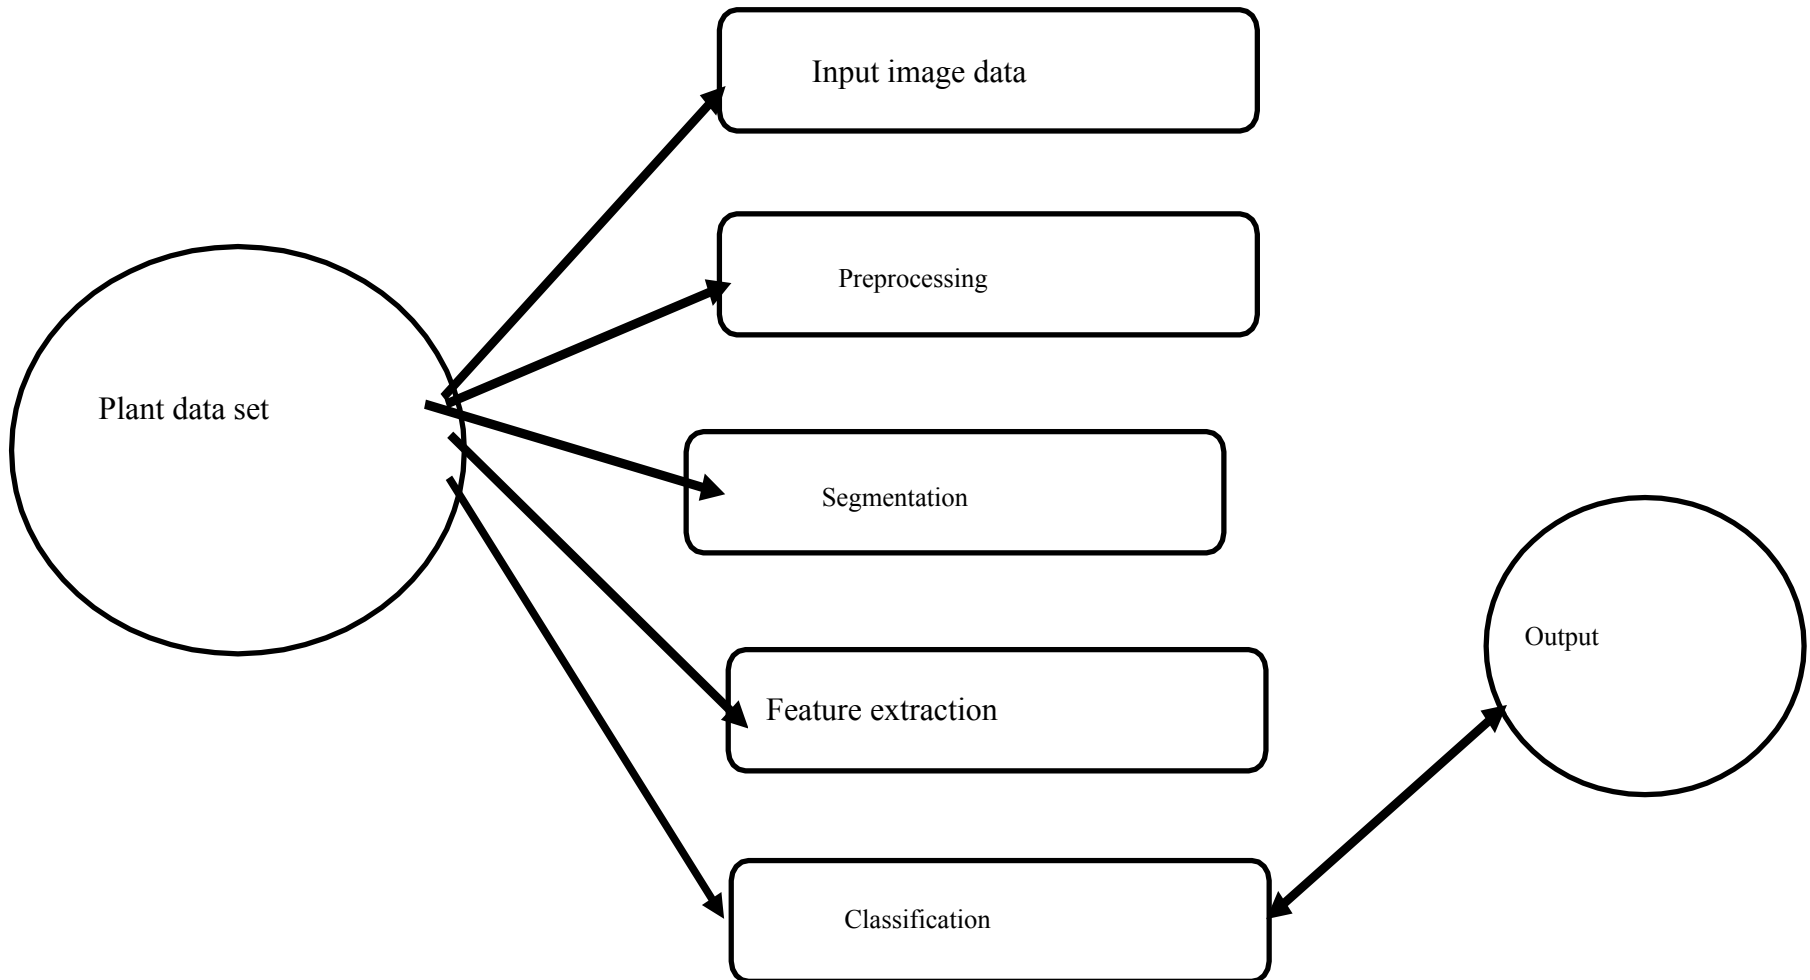 Input image data
Preprocessing
Plant data set
Segmentation
Output
Feature extraction
Classification